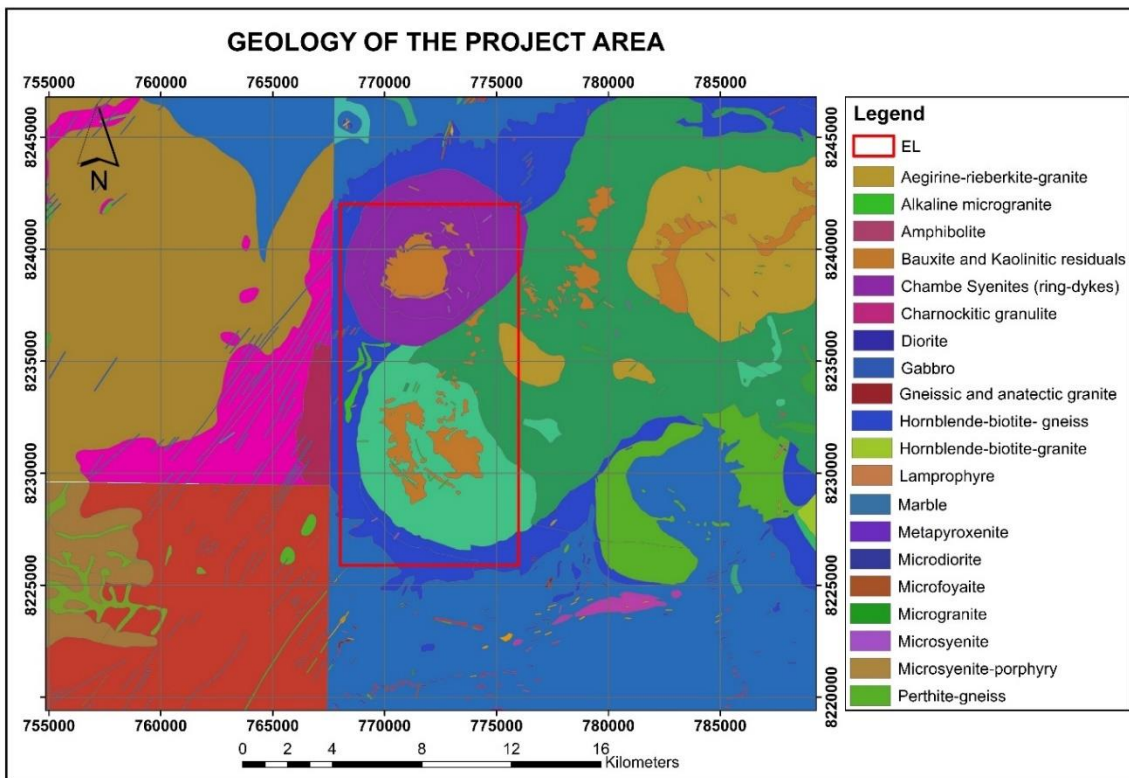 GEOLOGY OF THE PROJECT AREA
755000 760000 765000 770000 775000 780000 785000
8245000 8245000
N
8240000 8240000
8235000 8235000
8230000 8230000
8225000 8225000
8220000 8220000
755000 760000 765000 770000 775000 780000 785000
0 2 4 8 12 16
Kilometers
Legend
EL
Aegirine-rieberkite-granite
Alkaline microgranite
Amphibolite
Bauxite and Kaolinitic residuals
Chambe Syenites (ring-dykes)
Charnockitic granulite
Diorite
Gabbro
Gneissic and anatectic granite
Hornblende-biotite- gneiss
Hornblende-biotite-granite
Lamprophyre
Marble
Metapyroxenite
Microdiorite
Microfoyaite
Microgranite
Microsyenite
Microsyenite-porphyry
Perthite-gneiss